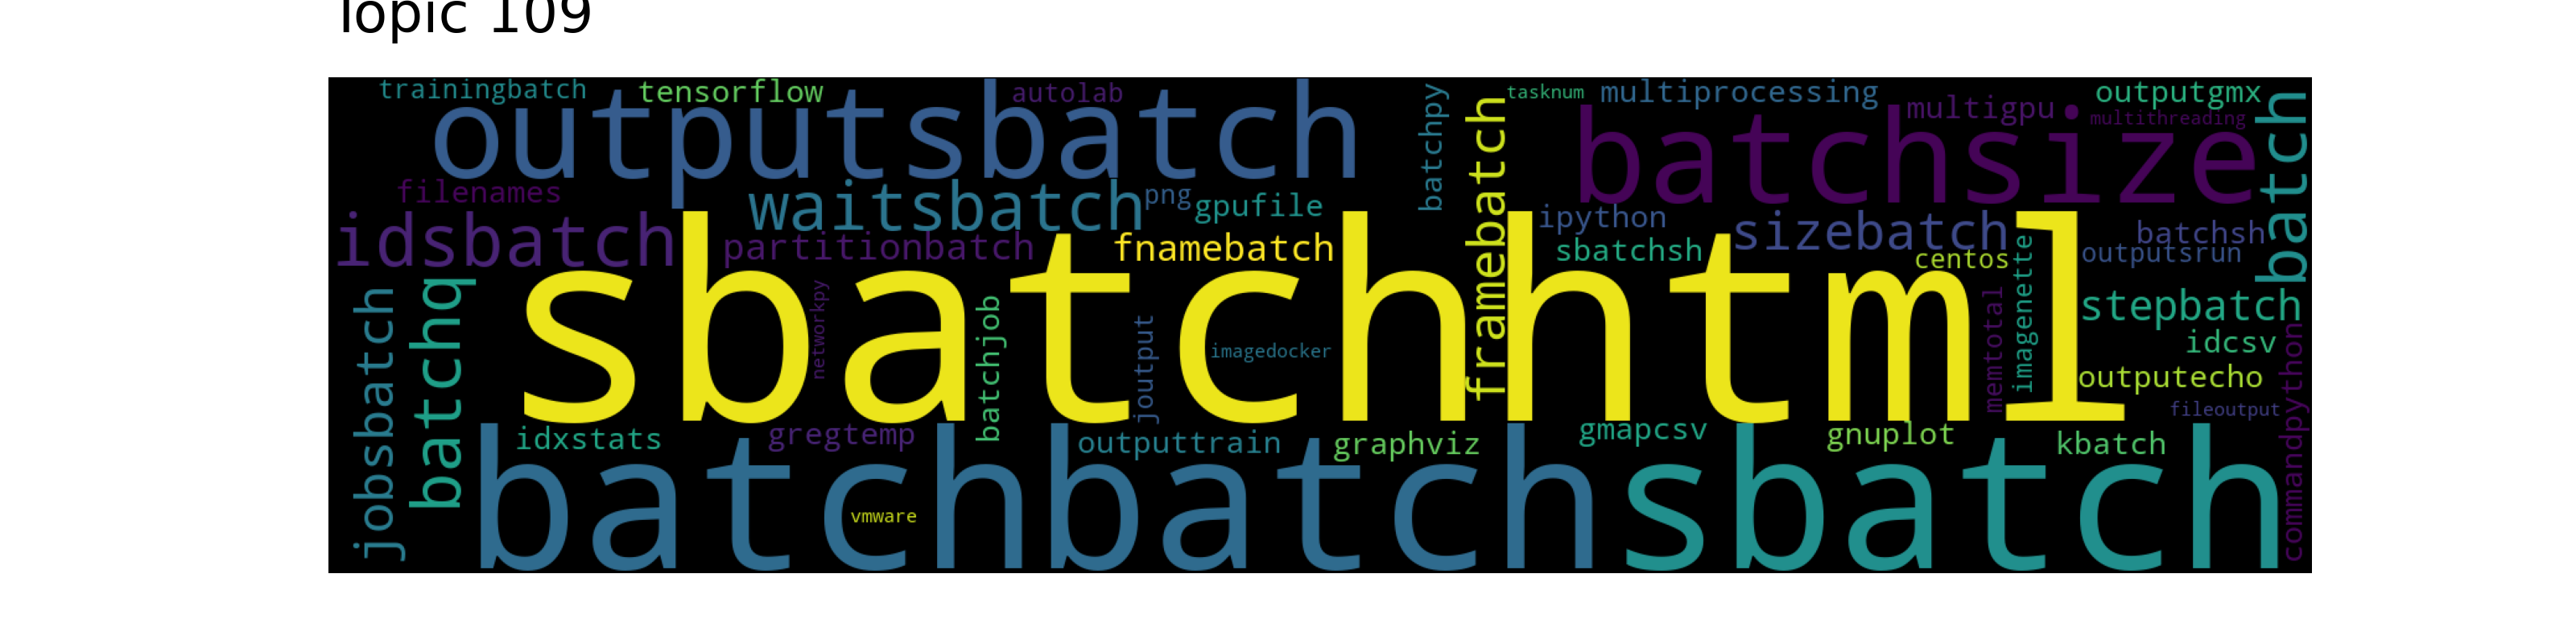 Topic 109
trainingbatch tensorflow autolab tasknum multiprocessing multigpu outputgmx
outputsbatch batchpy framebatch batchsize multithreading batch
filenames waitsbatch png gpufile
idsbatch partitionbatch fnamebatch ipython sbatchsh sizebatch centos batchsh outputsrun
sbatchhtml
jobsbatch batchq networkpy batchjob joutput imagedocker memtotal imagenette stepbatch
idcsv
outputecho
fileoutput commandpython
idxstats gregtemp outputtrain graphviz gmapcsv gnuplot kbatch
batchbatch vmware sbatch